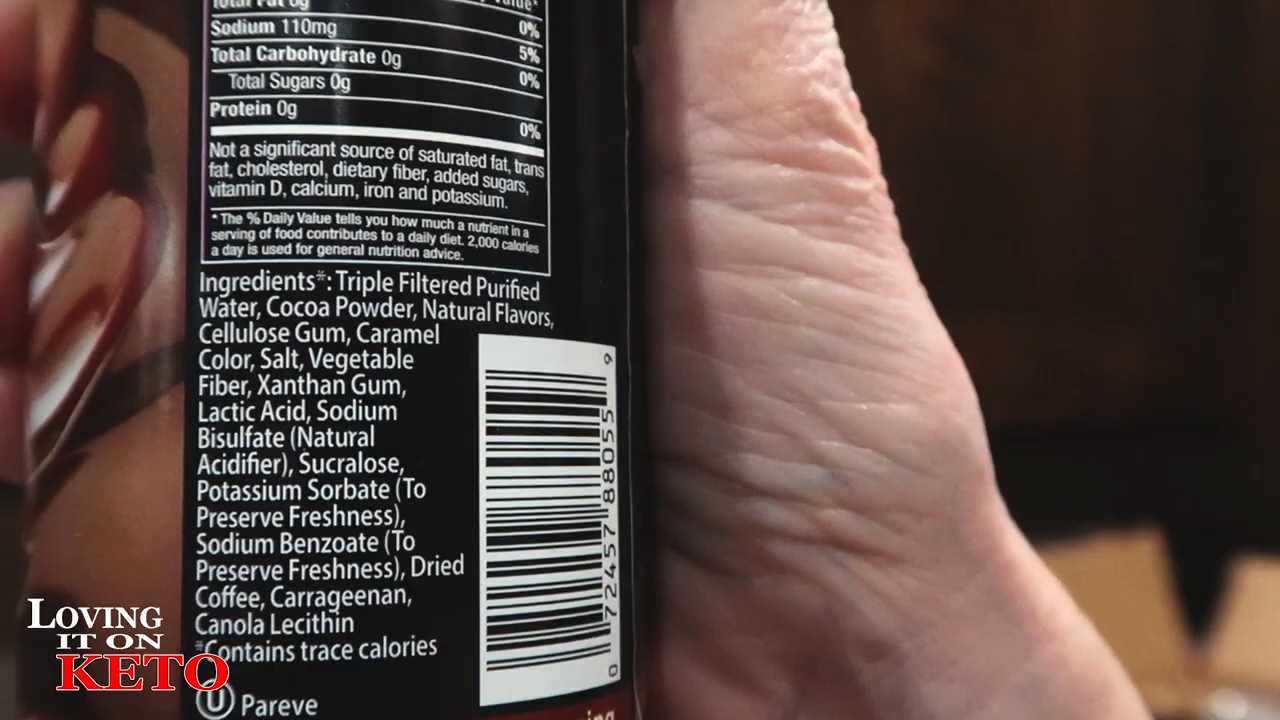 Total Fat 0g
Value*
Sodium 110mg 0%
Total Carbohydrate 0g 5%
Total Sugars 0g 0%
Protein 0g
0%
Not a significant source of saturated fat, trans
fat, cholesterol, dietary fiber, added sugars,
vitamin D, calcium, iron and potassium.
* The % Daily Value tells you how much a nutrient in a
serving of food contributes to a daily diet. 2,000 calories
a day is used for general nutrition advice.
Ingredients*: Triple Filtered Purified
Water, Cocoa Powder, Natural Flavors,
Cellulose Gum, Caramel
Color, Salt, Vegetable
Fiber, Xanthan Gum,
Lactic Acid, Sodium
Bisulfate (Natural
Acidifier), Sucralose,
Potassium Sorbate (To
Preserve Freshness),
Sodium Benzoate (To
Preserve Freshness), Dried
Coffee, Carrageenan,
Canola Lecithin
*Contains trace calories
U Pareve
0 72457 88055 9
LOVING
IT ON
KETO